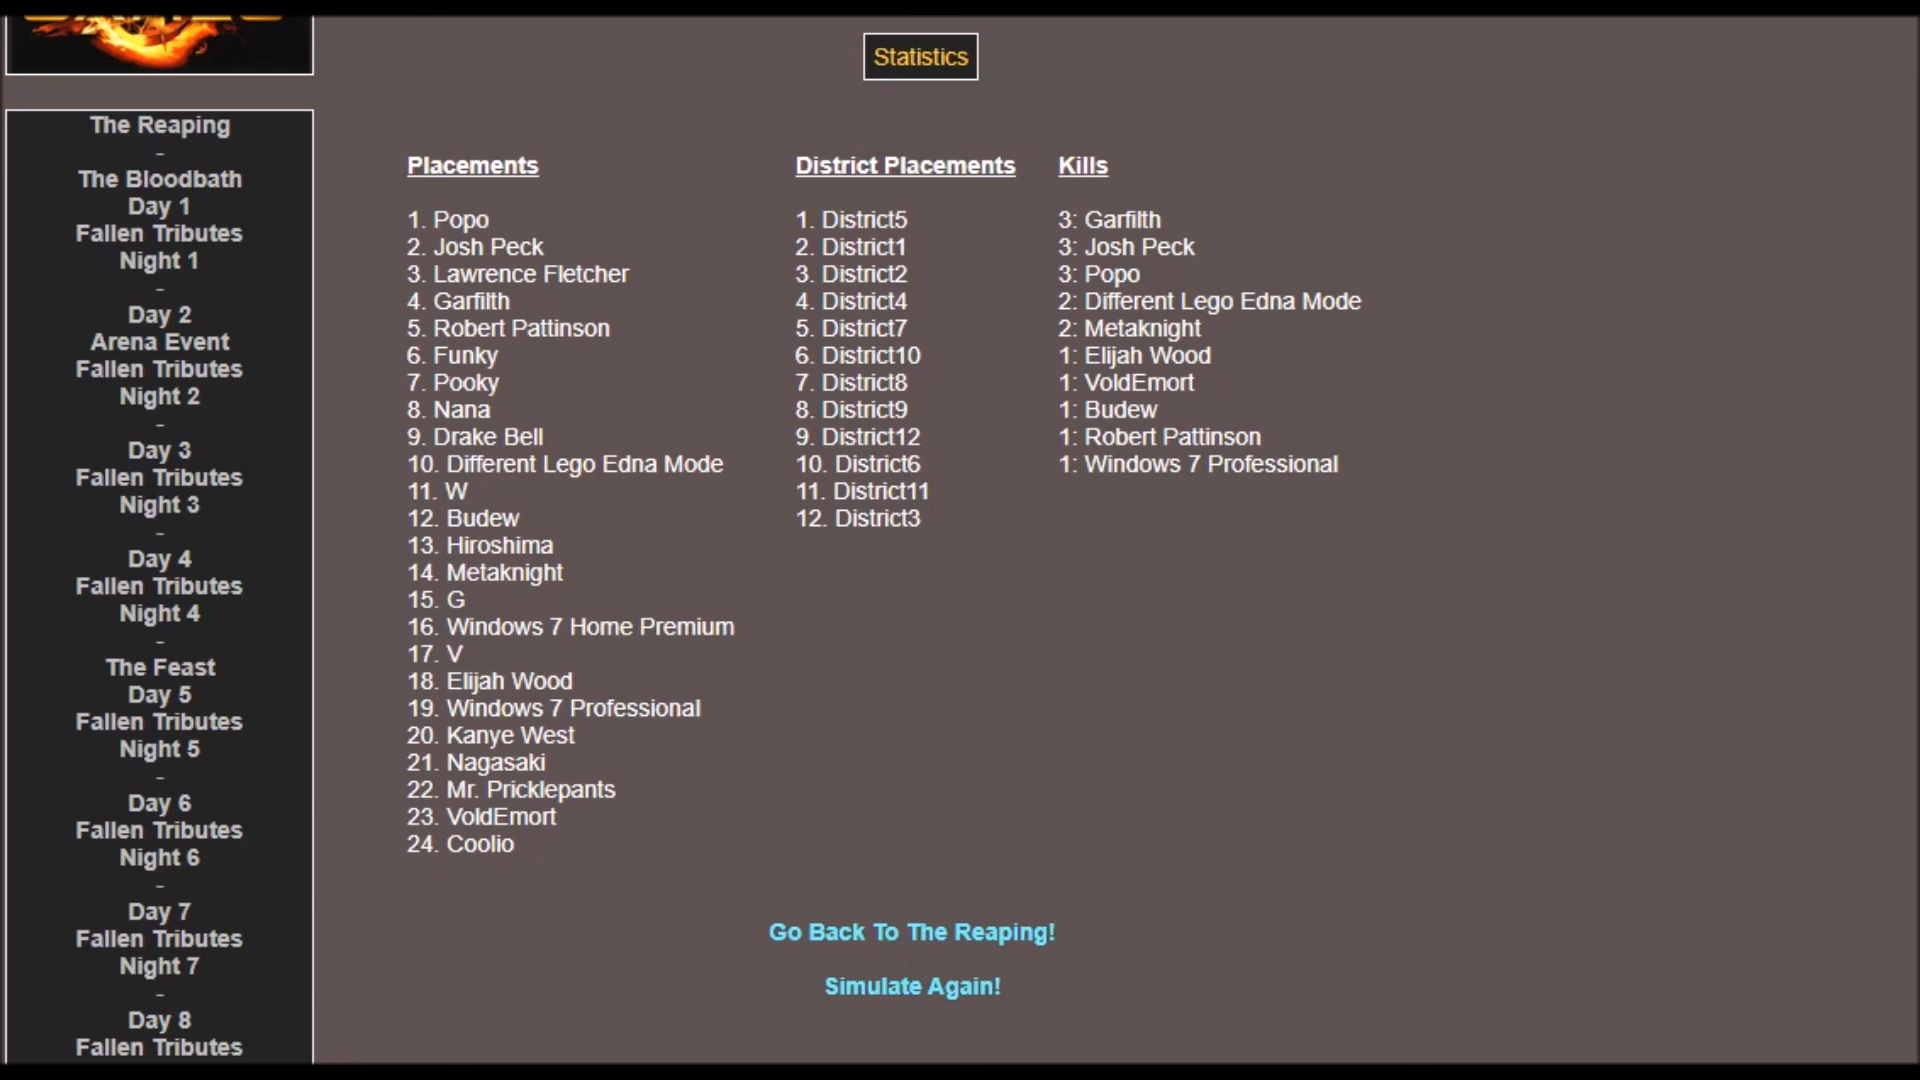 Statistics
The Reaping
-
The Bloodbath
Day 1
Fallen Tributes
Night 1
-
Day 2
Arena Event
Fallen Tributes
Night 2
-
Day 3
Fallen Tributes
Night 3
-
Day 4
Fallen Tributes
Night 4
-
The Feast
Day 5
Fallen Tributes
Night 5
-
Day 6
Fallen Tributes
Night 6
-
Day 7
Fallen Tributes
Night 7
-
Day 8
Fallen Tributes
Placements
1. Popo
2. Josh Peck
3. Lawrence Fletcher
4. Garfilth
5. Robert Pattinson
6. Funky
7. Pooky
8. Nana
9. Drake Bell
10. Different Lego Edna Mode
11. W
12. Budew
13. Hiroshima
14. Metaknight
15. G
16. Windows 7 Home Premium
17. V
18. Elijah Wood
19. Windows 7 Professional
20. Kanye West
21. Nagasaki
22. Mr. Pricklepants
23. VoldEmort
24. Coolio
District Placements
1. District5
2. District1
3. District2
4. District4
5. District7
6. District10
7. District8
8. District9
9. District12
10. District6
11. District11
12. District3
Kills
3: Garfilth
3: Josh Peck
3: Popo
2: Different Lego Edna Mode
2: Metaknight
1: Elijah Wood
1: VoldEmort
1: Budew
1: Robert Pattinson
1: Windows 7 Professional
Go Back To The Reaping!
Simulate Again!